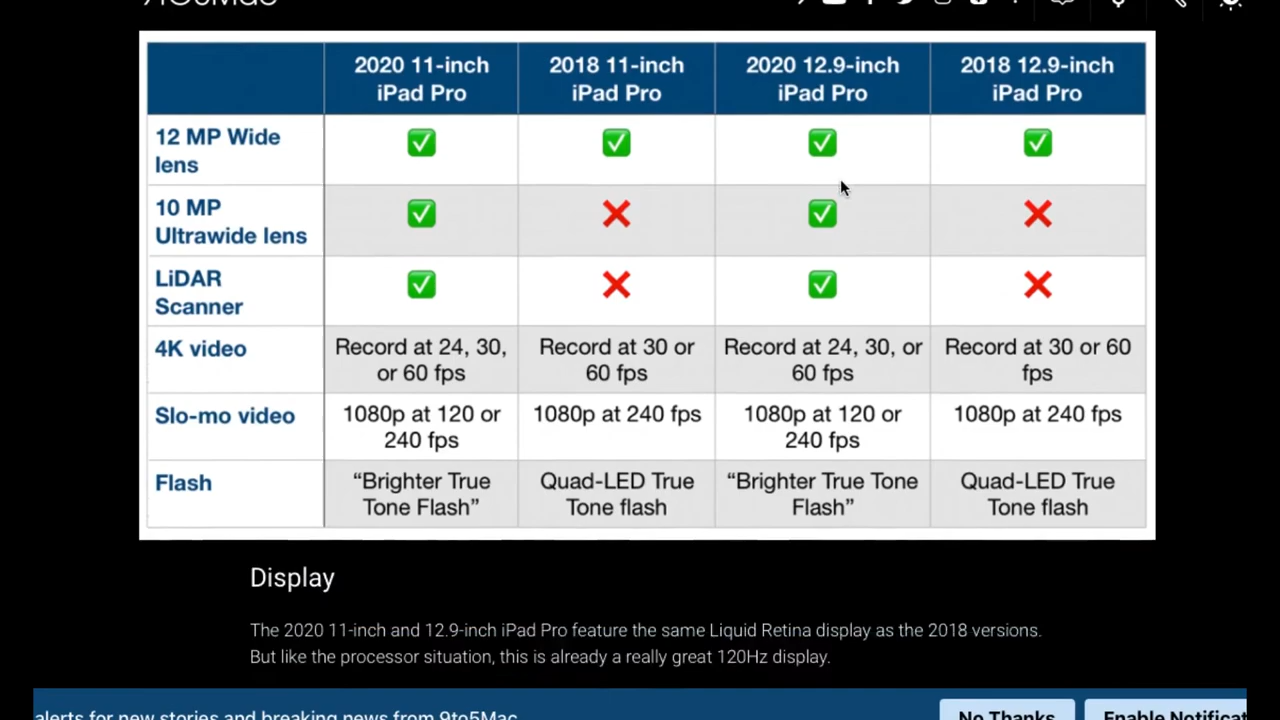 9TO5Mac
2020 11-inch iPad Pro
2018 11-inch iPad Pro
2020 12.9-inch iPad Pro
2018 12.9-inch iPad Pro
12 MP Wide lens
10 MP Ultrawide lens
LiDAR Scanner
4K video
Record at 24, 30, or 60 fps
Record at 30 or 60 fps
Record at 24, 30, or 60 fps
Record at 30 or 60 fps
Slo-mo video
1080p at 120 or 240 fps
1080p at 240 fps
1080p at 120 or 240 fps
1080p at 240 fps
Flash
“Brighter True Tone Flash”
Quad-LED True Tone flash
“Brighter True Tone Flash”
Quad-LED True Tone flash
Display
The 2020 11-inch and 12.9-inch iPad Pro feature the same Liquid Retina display as the 2018 versions.
But like the processor situation, this is already a really great 120Hz display.
alerts for new stories and breaking news from 9to5Mac
No Thanks
Enable Notificat